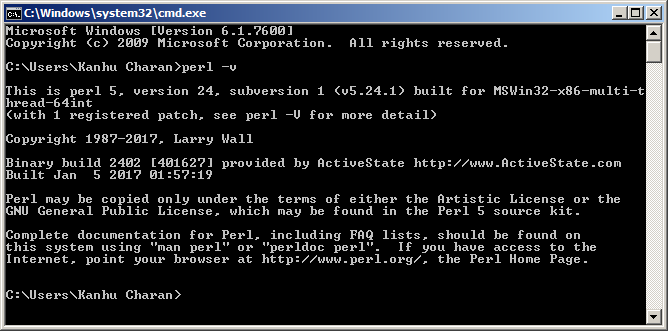 C:\Windows\system32\cmd.exe
Microsoft Windows [Version 6.1.7600]
Copyright (c) 2009 Microsoft Corporation.  All rights reserved.
C:\Users\Kanhu Charan>perl -v
This is perl 5, version 24, subversion 1 (v5.24.1) built for MSWin32-x86-multi-t
hread-64int
(with 1 registered patch, see perl -V for more detail)
Copyright 1987-2017, Larry Wall
Binary build 2402 [401627] provided by ActiveState http://www.ActiveState.com
Built Jan  5 2017 01:57:19
Perl may be copied only under the terms of either the Artistic License or the
GNU General Public License, which may be found in the Perl 5 source kit.
Complete documentation for Perl, including FAQ lists, should be found on
this system using "man perl" or "perldoc perl".  If you have access to the
Internet, point your browser at http://www.perl.org/, the Perl Home Page.
C:\Users\Kanhu Charan>